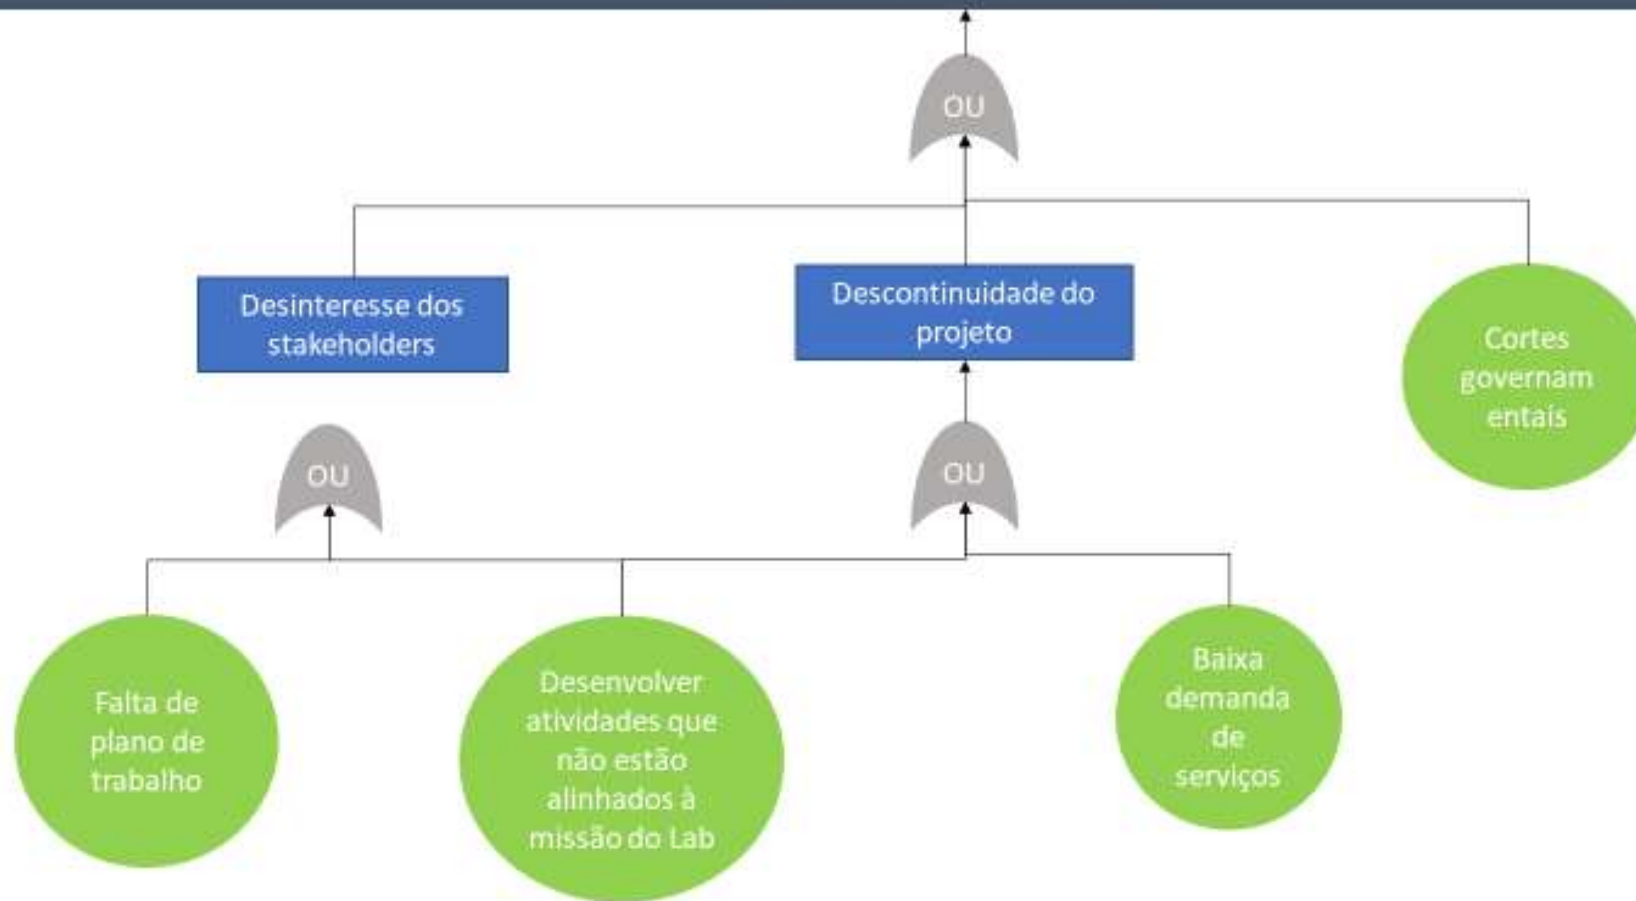 OU
Desinteresse dos
stakeholders
Descontinuidade do
projeto
Cortes
governam
entais
OU
OU
Falta de
plano de
trabalho
Desenvolver
atividades que
não estão
alinhados à
missão do Lab
Baixa
demanda
de
serviços